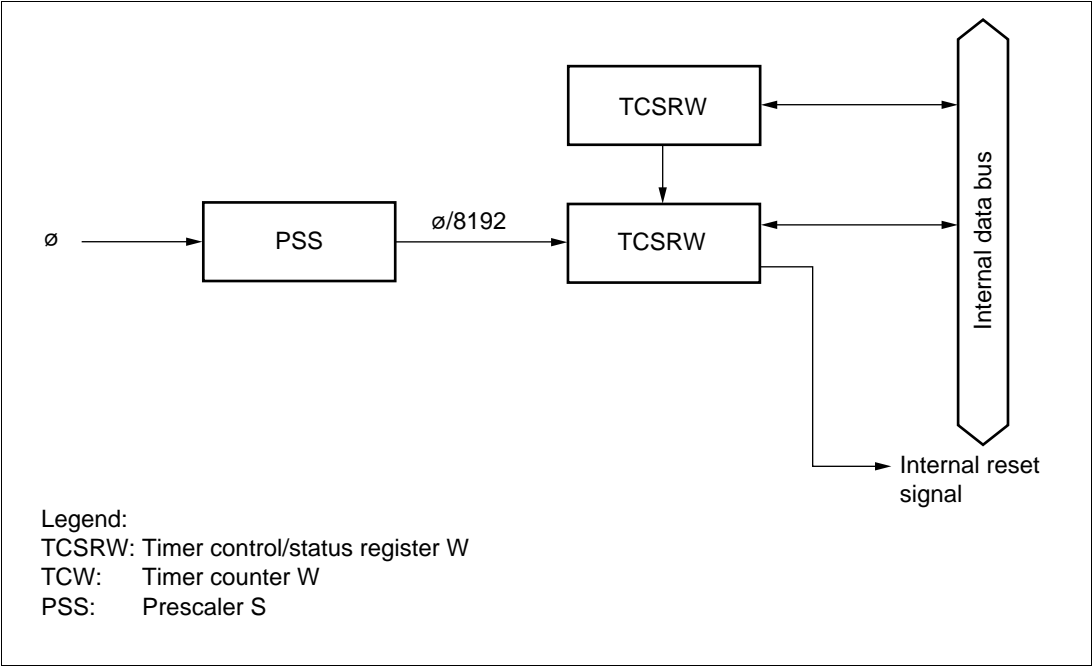 TCSRW
ø
PSS
ø/8192
TCSRW
Internal data bus
Internal reset
signal
Legend:
TCSRW: Timer control/status register W
TCW: Timer counter W
PSS: Prescaler S